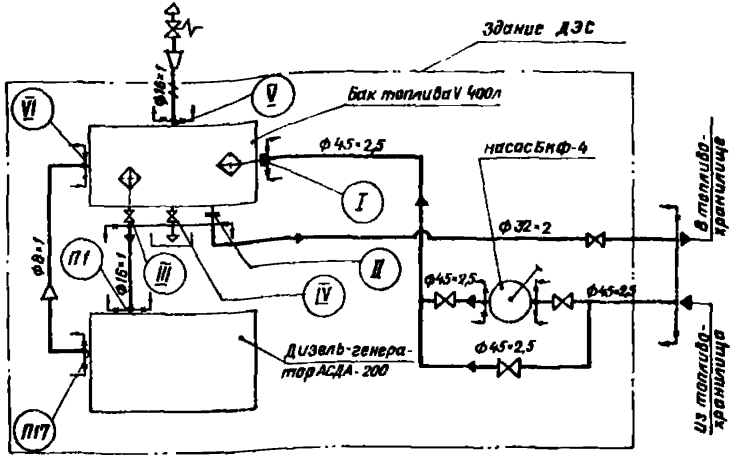 Здание ДЭС
Ф16=1
V
VI
Бак топлива V 400л
Ф45=2,5
насос БКФ-4
В топливо-
хранилище
I
Ф32=2
Ф8=1
П1
Ф16=1
III
IV
II
Ф45=2,5
Ф45=2,5
Ф45=2,5
Дизель-генера-
тор АСДА-200
П17
Из топливо-
хранилища